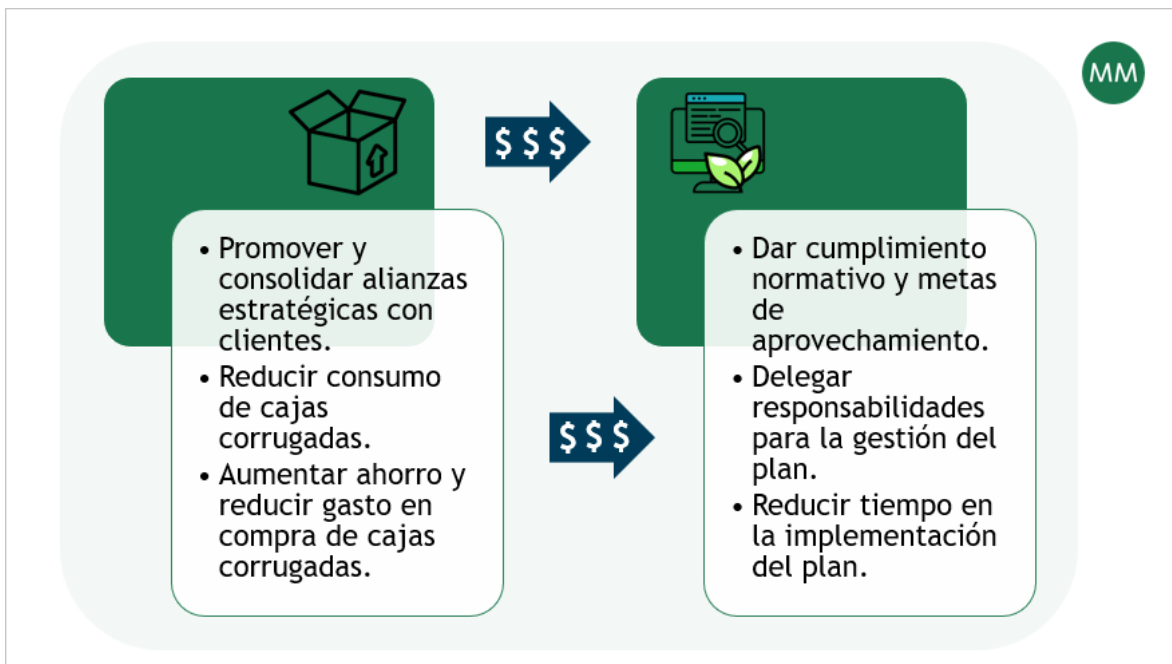 MM
$ $ $
• Promover y
consolidar alianzas
estratégicas con
clientes.
• Reducir consumo
de cajas
corrugadas.
• Aumentar ahorro y
reducir gasto en
compra de cajas
corrugadas.
$ $ $
• Dar cumplimiento
normativo y metas
de
aprovechamiento.
• Delegar
responsabilidades
para la gestión del
plan.
• Reducir tiempo en
la implementación
del plan.